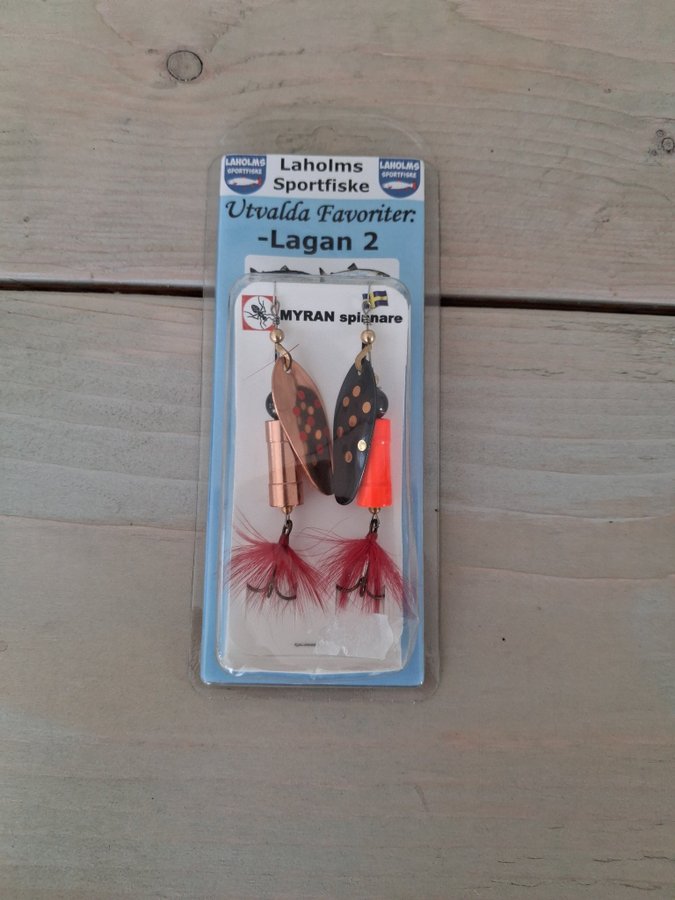 LAHOLMS
SPORTFISKE
Laholms
Sportfiske
LAHOLMS
SPORTFISKE
Utvalda Favoriter:
-Lagan 2
MYRAN spinnare